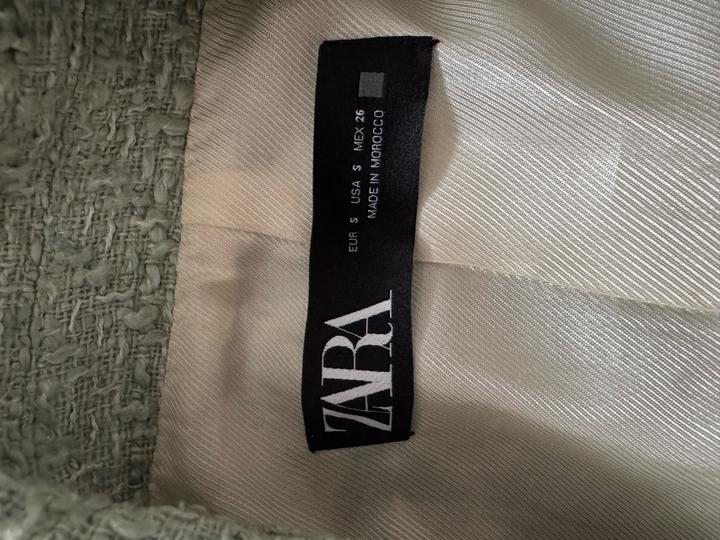 ZARA
EUR S USA S MEX 26
MADE IN MOROCCO